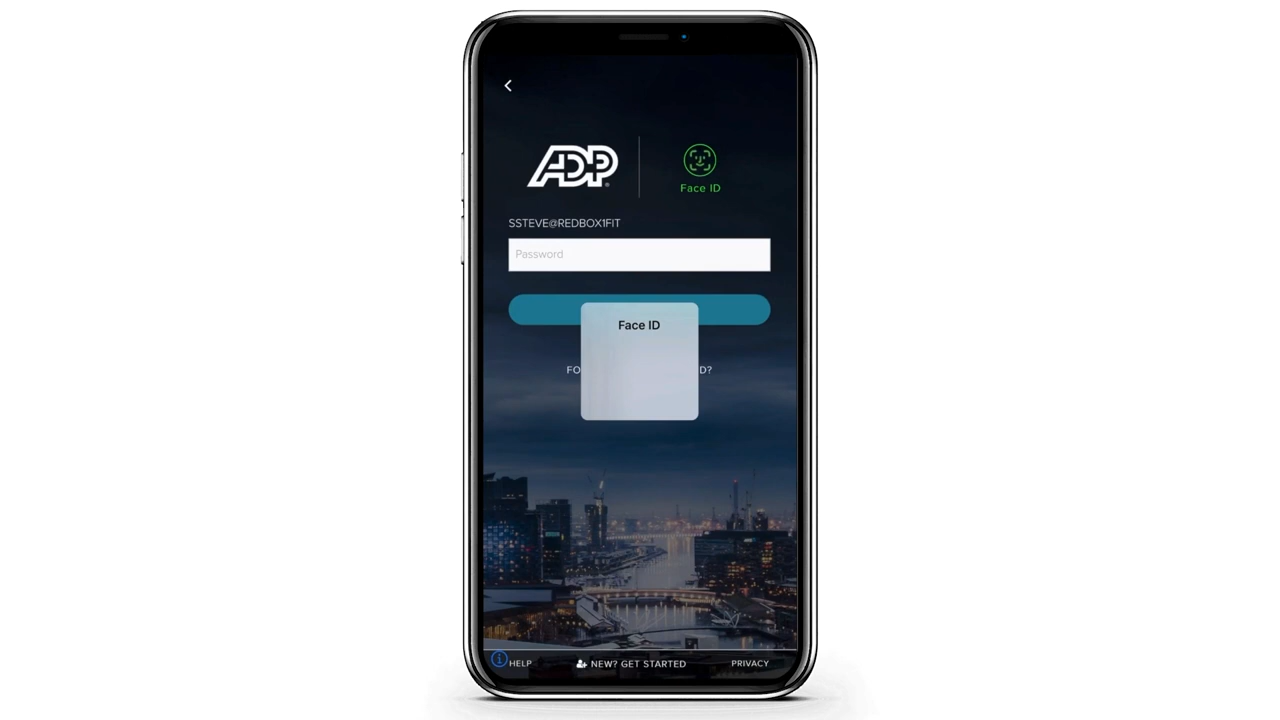 ADP
Face ID
SSTEVE@REDBOX1FIT
Password
Face ID
FO
D?
HELP
NEW? GET STARTED
PRIVACY